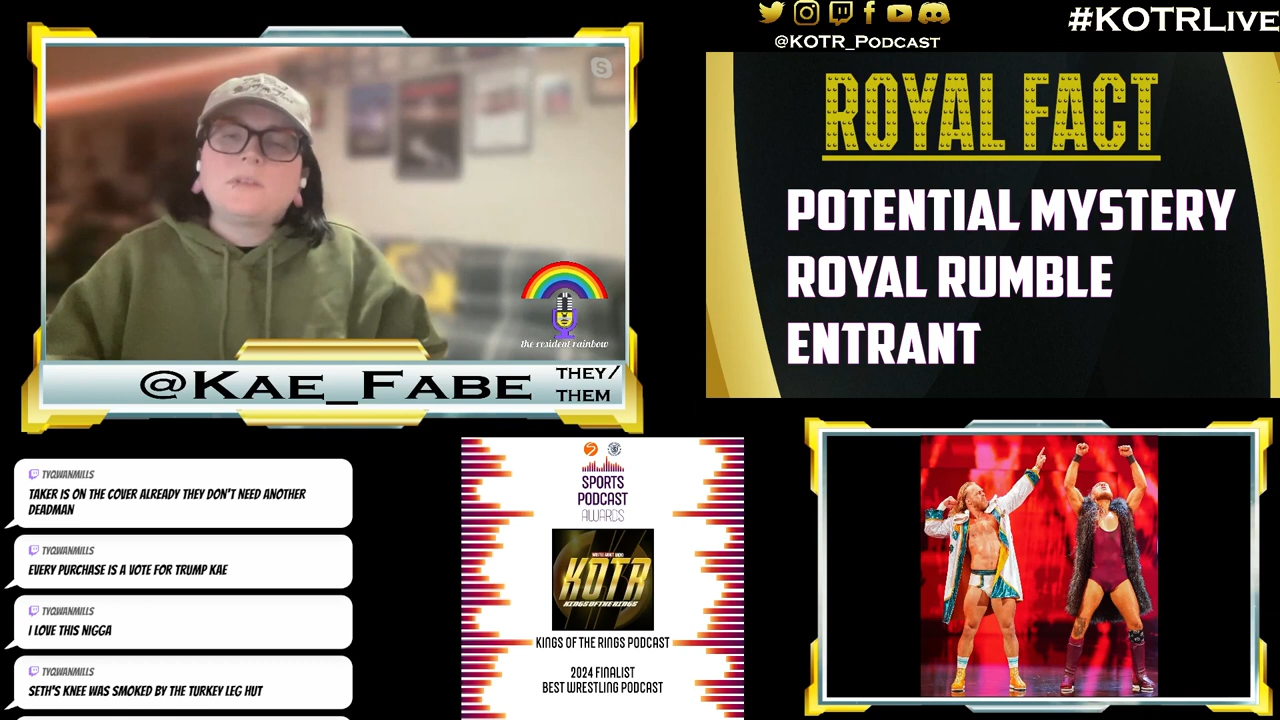 @KOTR_PODCAST
#KOTRLIVE
ROYAL FACT
POTENTIAL MYSTERY
ROYAL RUMBLE
ENTRANT
the resident rainbow
@KAE_FABE
THEY/
THEM
TYQWANMILLS
TAKER IS ON THE COVER ALREADY THEY DON'T NEED ANOTHER
DEADMAN
TYQWANMILLS
EVERY PURCHASE IS A VOTE FOR TRUMP KAE
TYQWANMILLS
I LOVE THIS NIGGA
TYQWANMILLS
SETH'S KNEE WAS SMOKED BY THE TURKEY LEG HUT
SPORTS
PODCAST
AWARDS
KOTR
KINGS OF THE RINGS
KINGS OF THE RINGS PODCAST
2024 FINALIST
BEST WRESTLING PODCAST